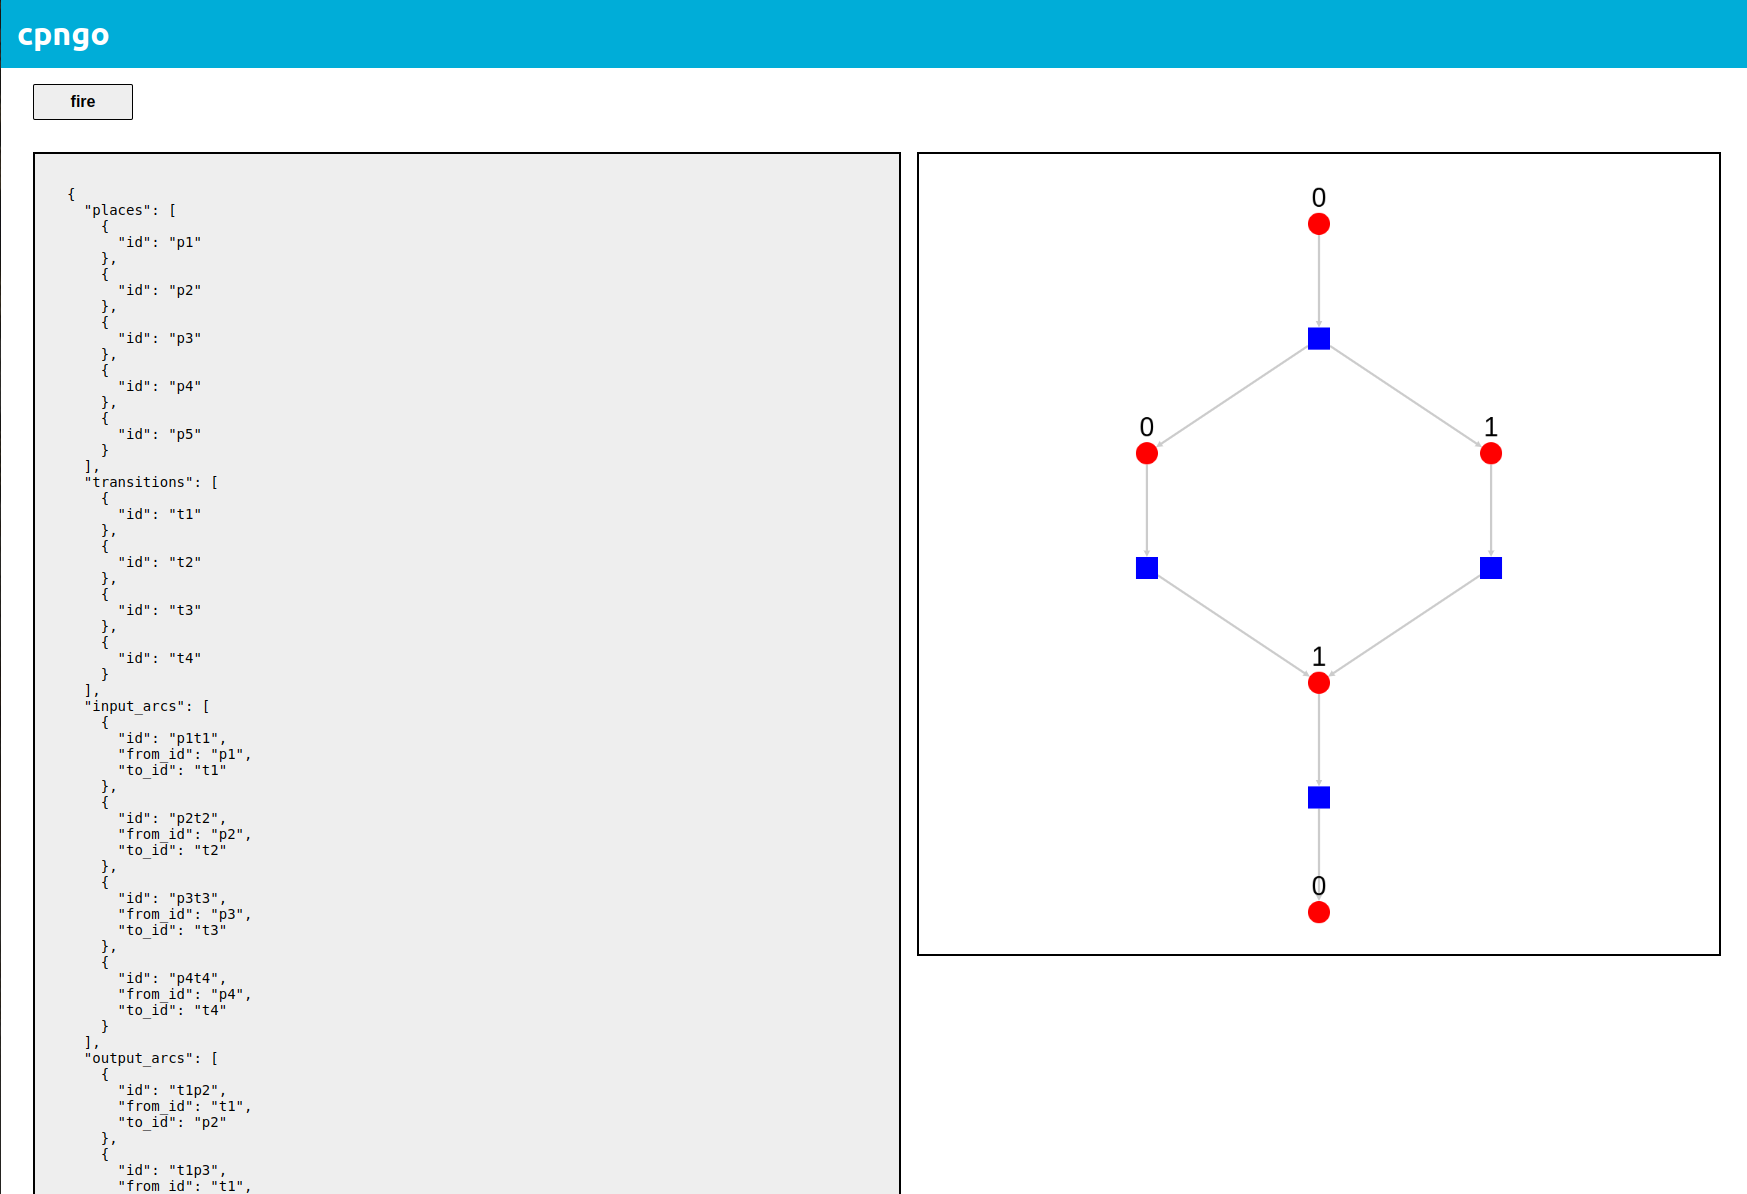 cpngo
fire
{
  "places": [
    {
      "id": "p1"
    },
    {
      "id": "p2"
    },
    {
      "id": "p3"
    },
    {
      "id": "p4"
    },
    {
      "id": "p5"
    }
  ],
  "transitions": [
    {
      "id": "t1"
    },
    {
      "id": "t2"
    },
    {
      "id": "t3"
    },
    {
      "id": "t4"
    }
  ],
  "input_arcs": [
    {
      "id": "p1t1",
      "from_id": "p1",
      "to_id": "t1"
    },
    {
      "id": "p2t2",
      "from_id": "p2",
      "to_id": "t2"
    },
    {
      "id": "p3t3",
      "from_id": "p3",
      "to_id": "t3"
    },
    {
      "id": "p4t4",
      "from_id": "p4",
      "to_id": "t4"
    }
  ],
  "output_arcs": [
    {
      "id": "t1p2",
      "from_id": "t1",
      "to_id": "p2"
    },
    {
      "id": "t1p3",
      "from_id": "t1",
0
0
1
1
0